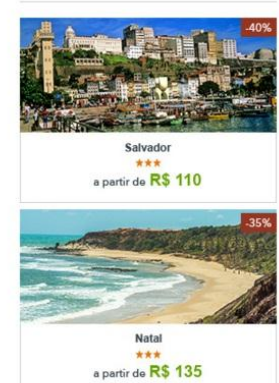 -40%
Salvador
★★★
a partir de R$ 110
-35%
Natal
★★★
a partir de R$ 135